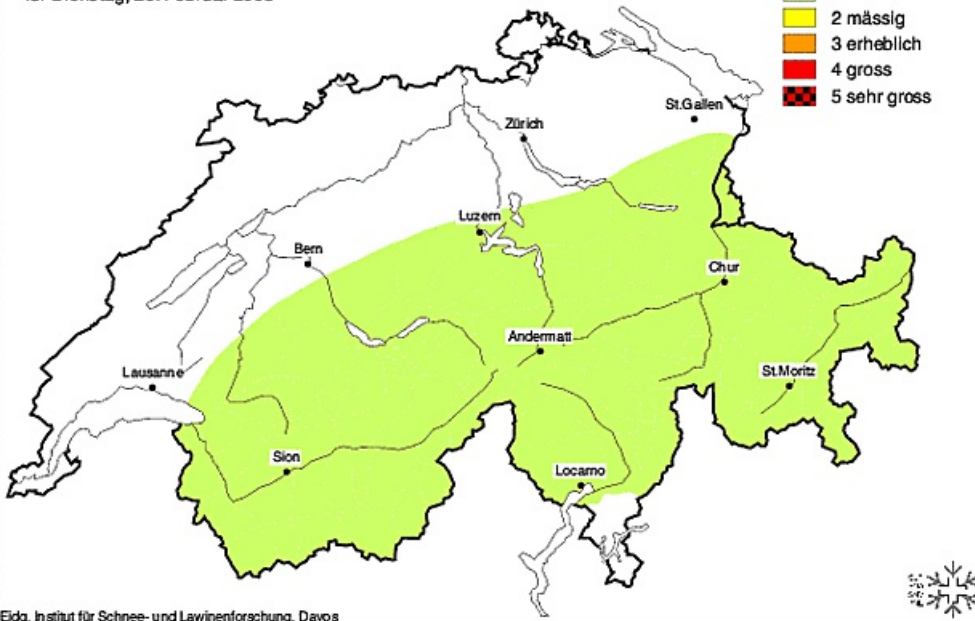 2 mässig
3 erheblich
4 gross
5 sehr gross
St.Gallen
Zürich
Luzern
Bern
Chur
Andermatt
Lausanne
St.Moritz
Sion
Locarno
Eidg. Institut für Schnee- und Lawinenforschung, Davos